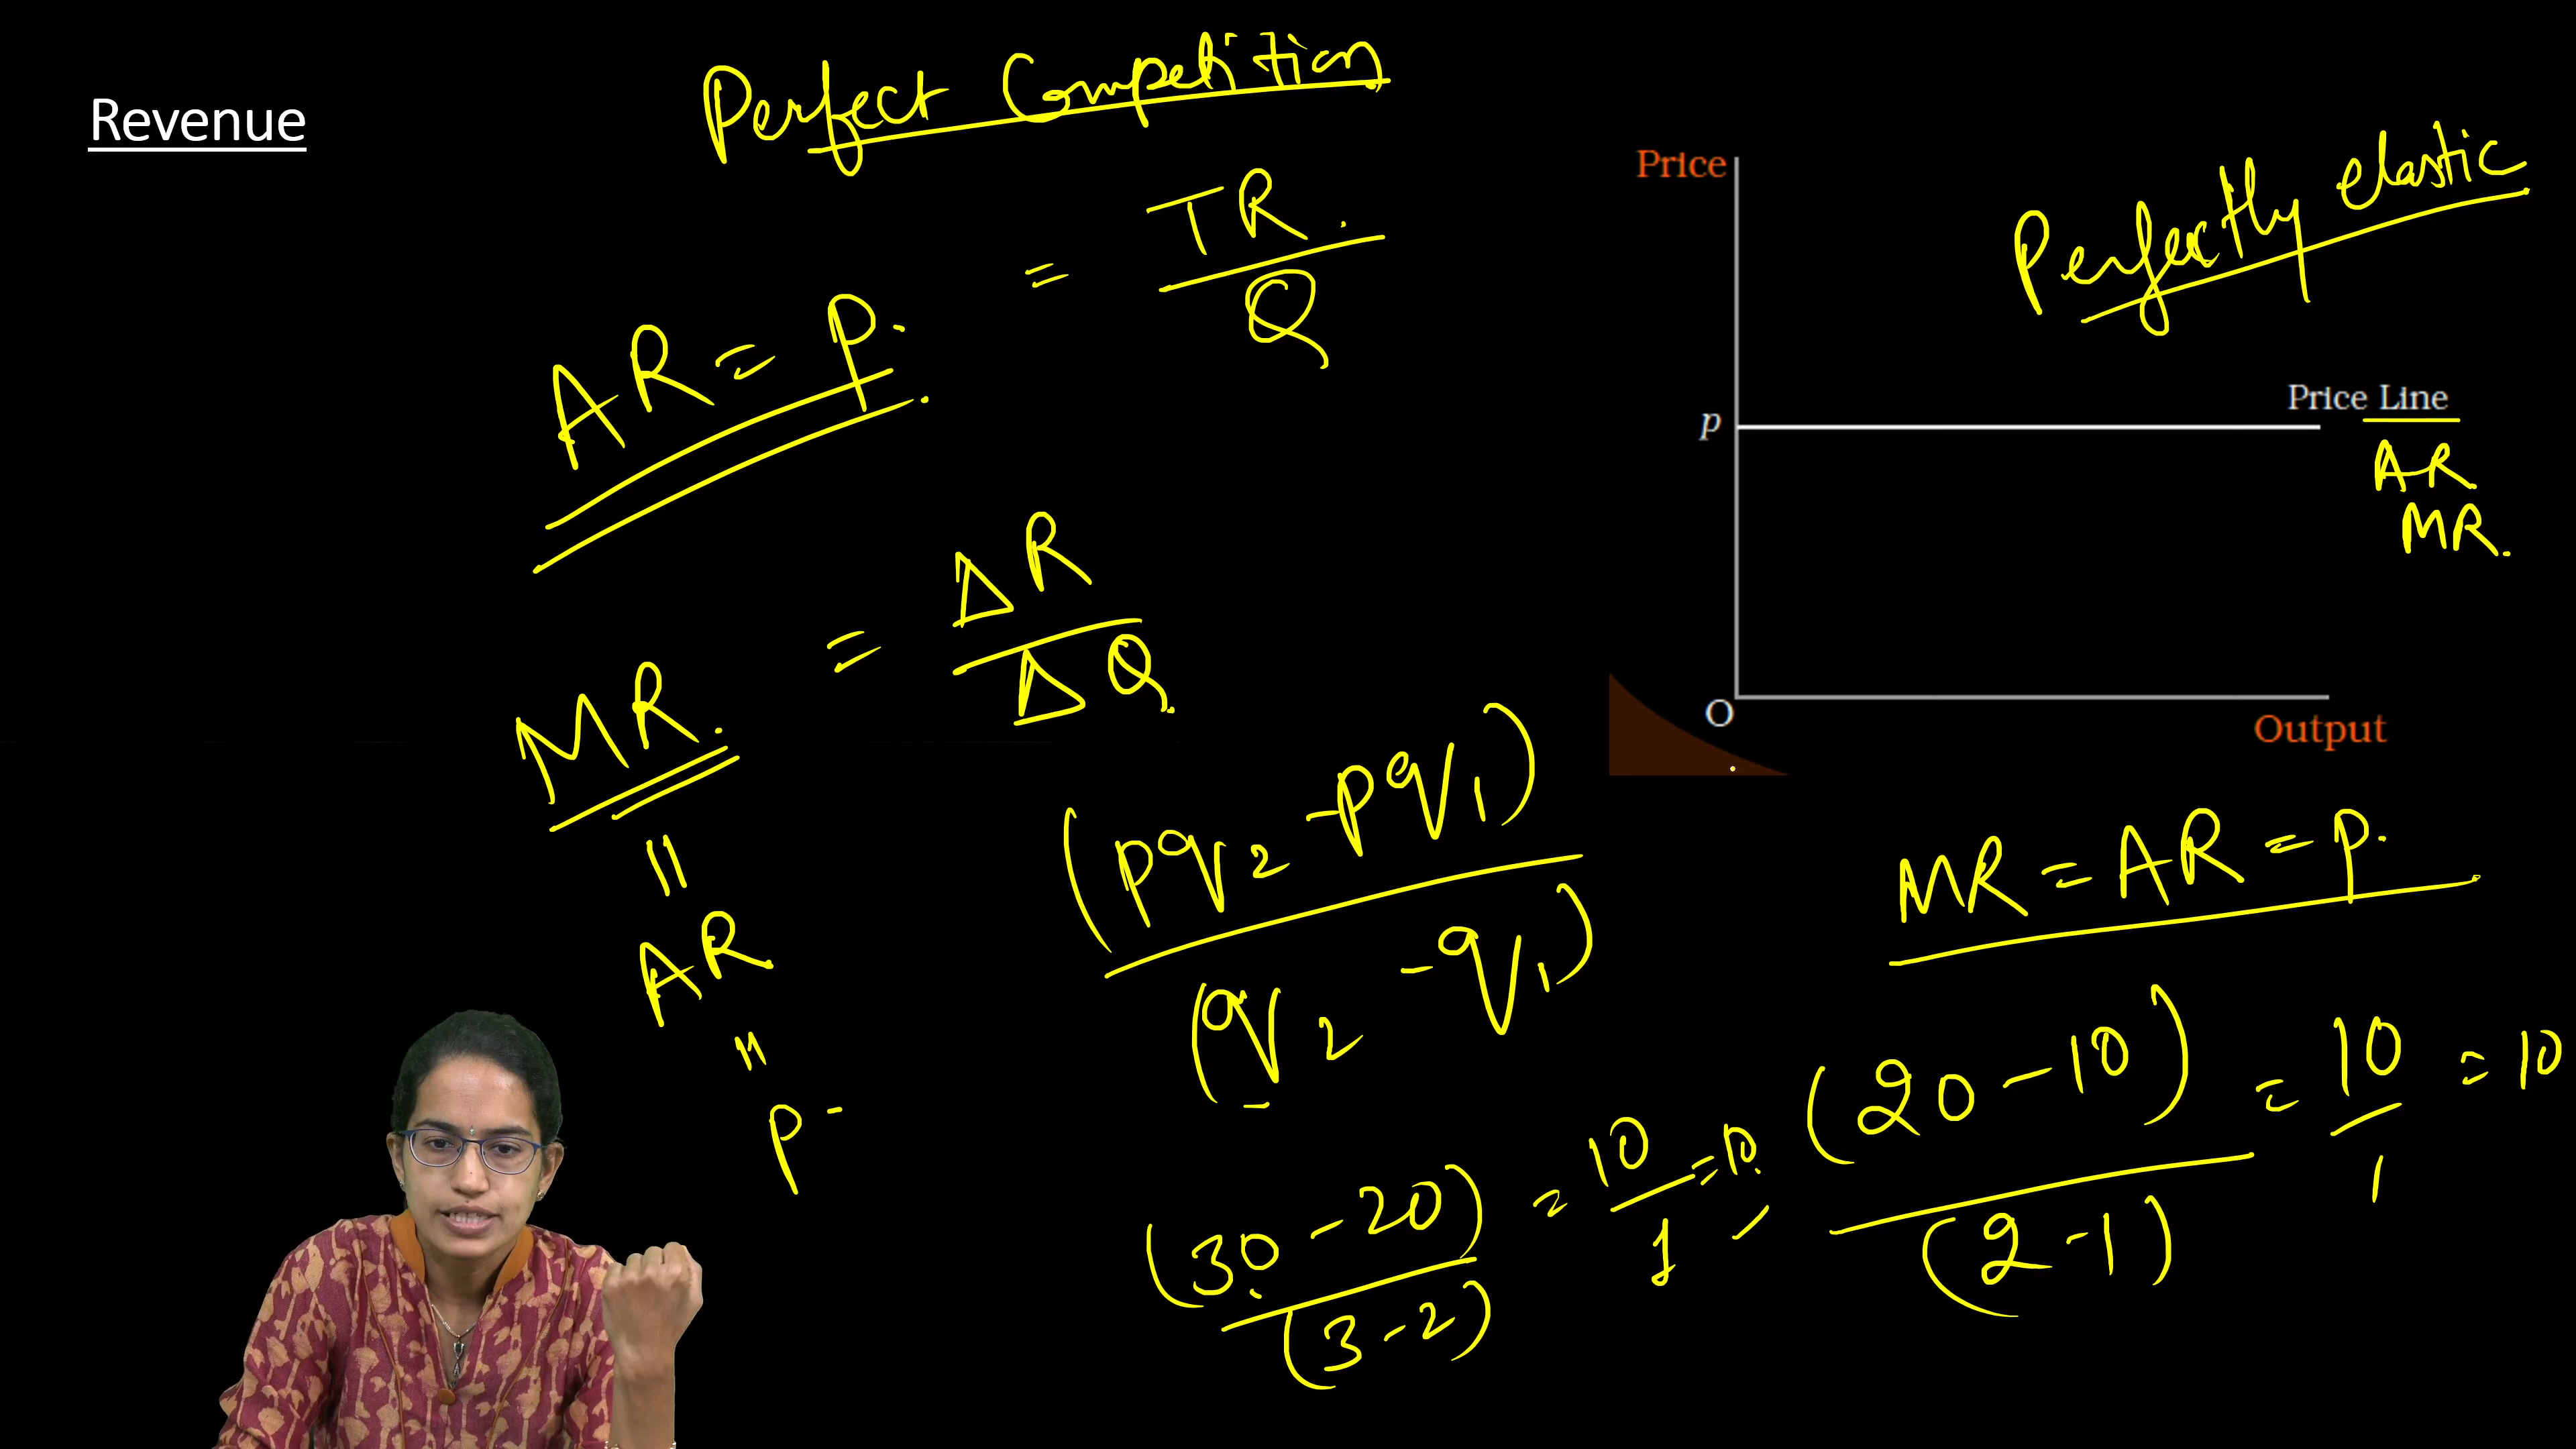 Revenue
Perfect Competition
AR = P. = TR. / Q
MR. = ΔR / ΔQ
=
AR
=
P -
(pq2 - pq1) / (q2 - q1)
(30 - 20) / (3 - 2) = 10 / 1 = 10.
(20 - 10) / (2 - 1) = 10 / 1 = 10
Perfectly elastic
Price
p
Price Line
AR
MR.
O
Output
MR = AR = P.